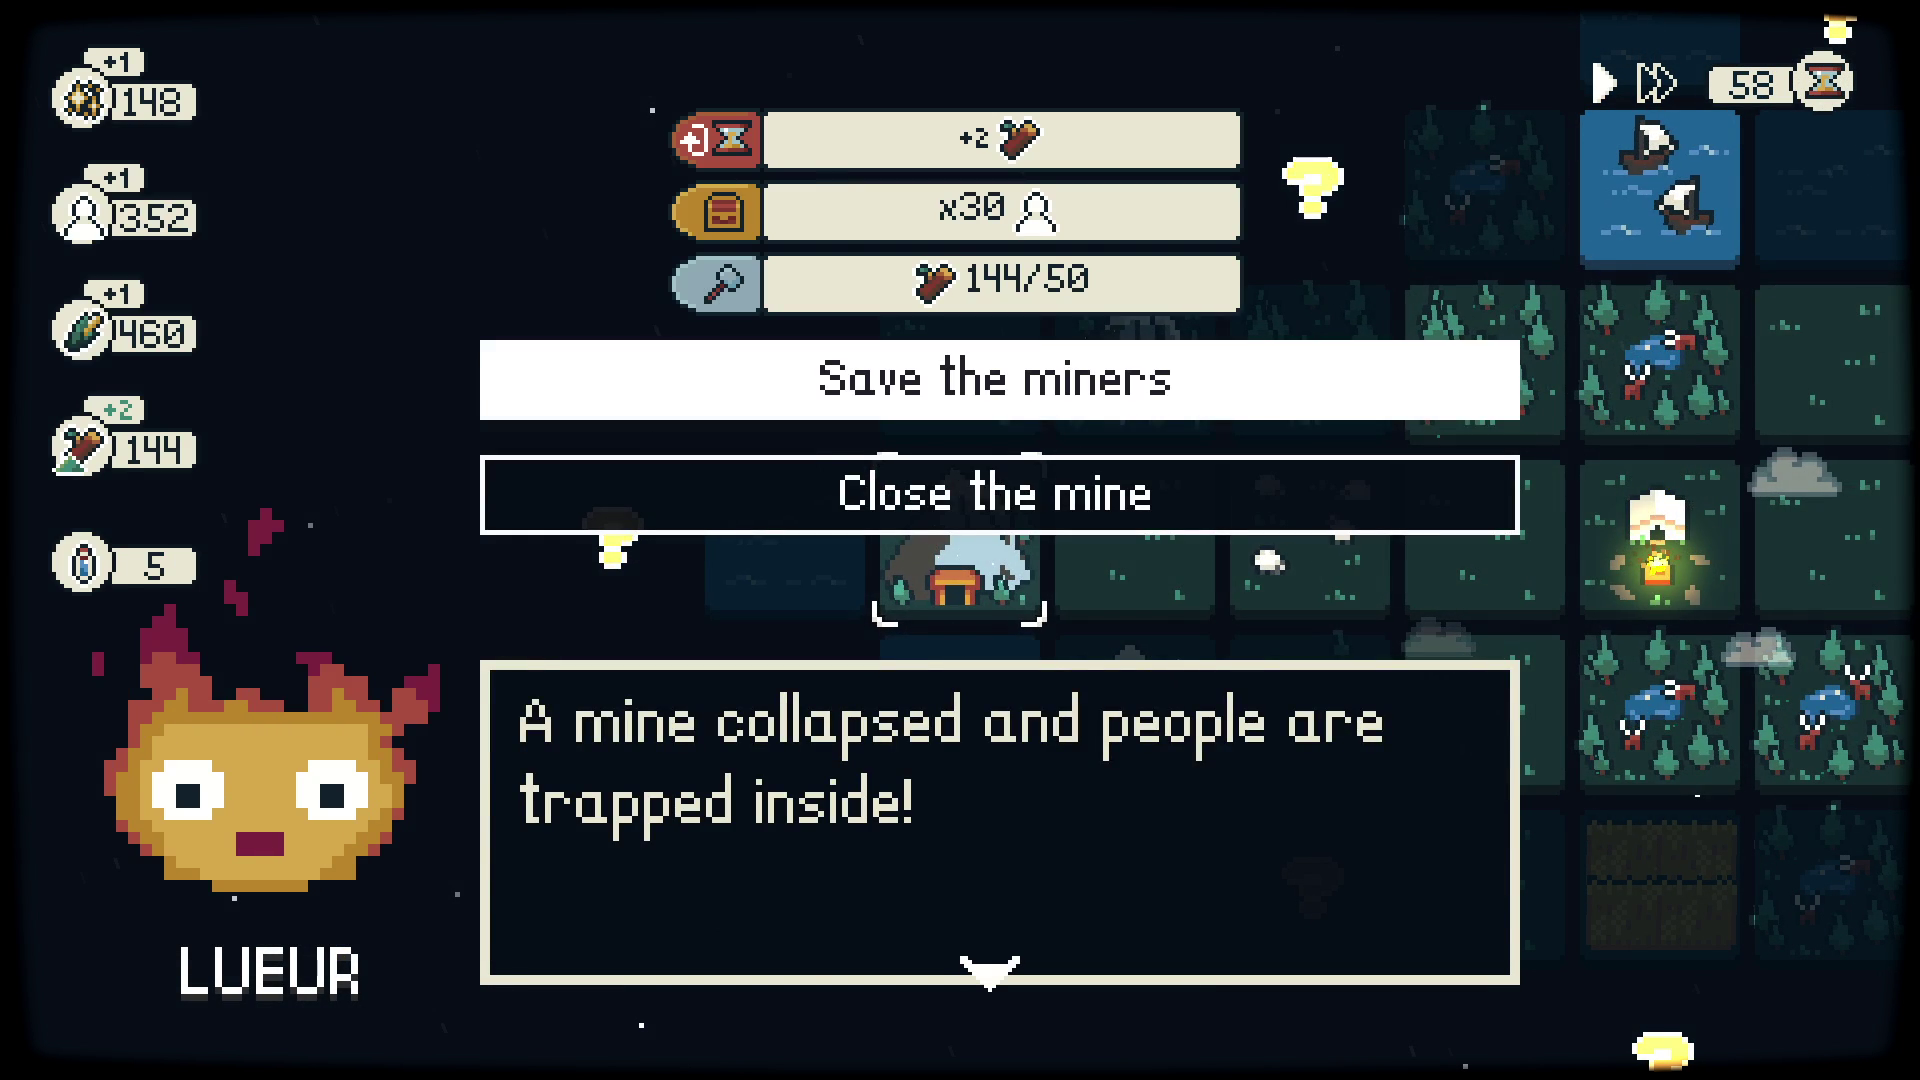 +1
148
+1
352
+1
460
+2
144
5
58
+2
x30
144/50
Save the miners
Close the mine
A mine collapsed and people are
trapped inside!
LUEUR